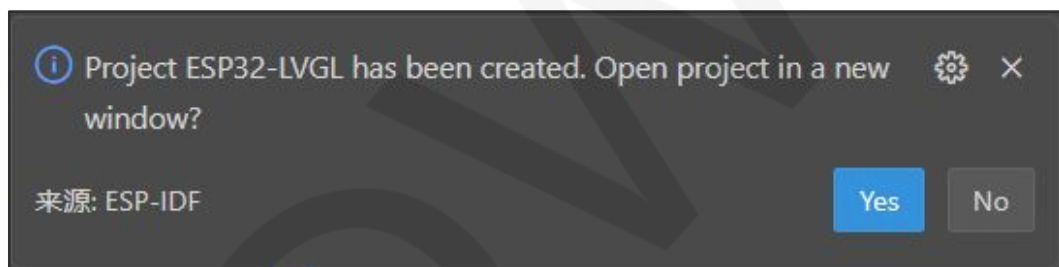 Project ESP32-LVGL has been created. Open project in a new
window?
来源: ESP-IDF
Yes
No